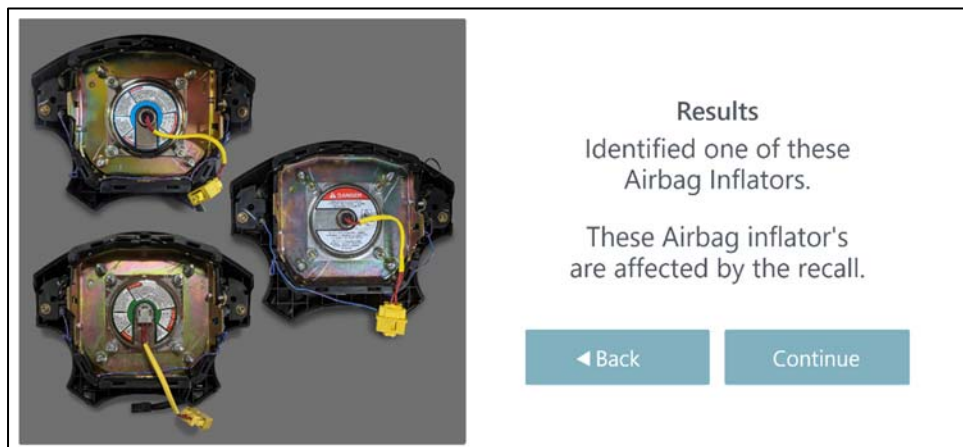 DANGER
Results
Identified one of these
Airbag Inflators.
These Airbag inflator's
are affected by the recall.
◄ Back
Continue